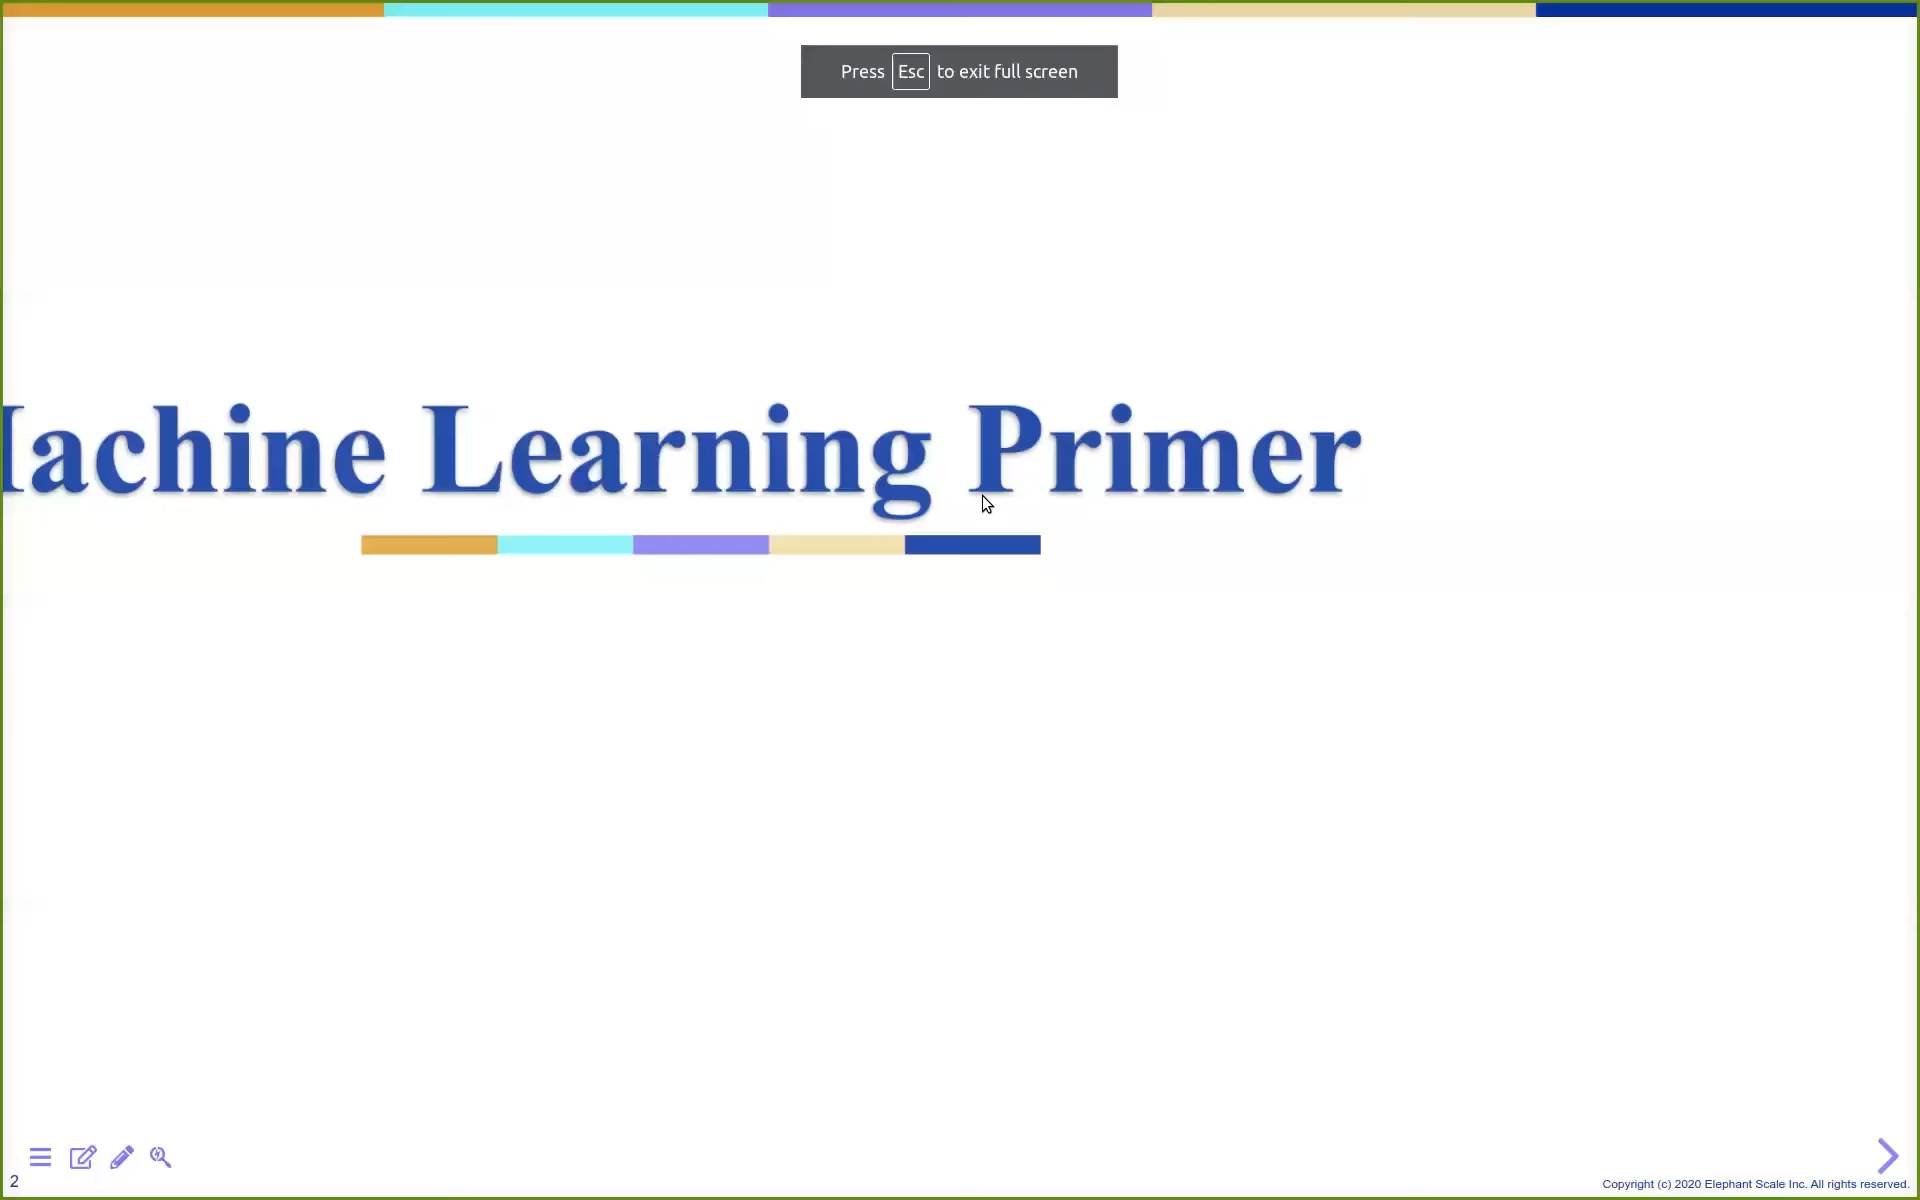 Press Esc to exit full screen
achine Learning Primer
2
Copyright (c) 2020 Elephant Scale Inc. All rights reserved.